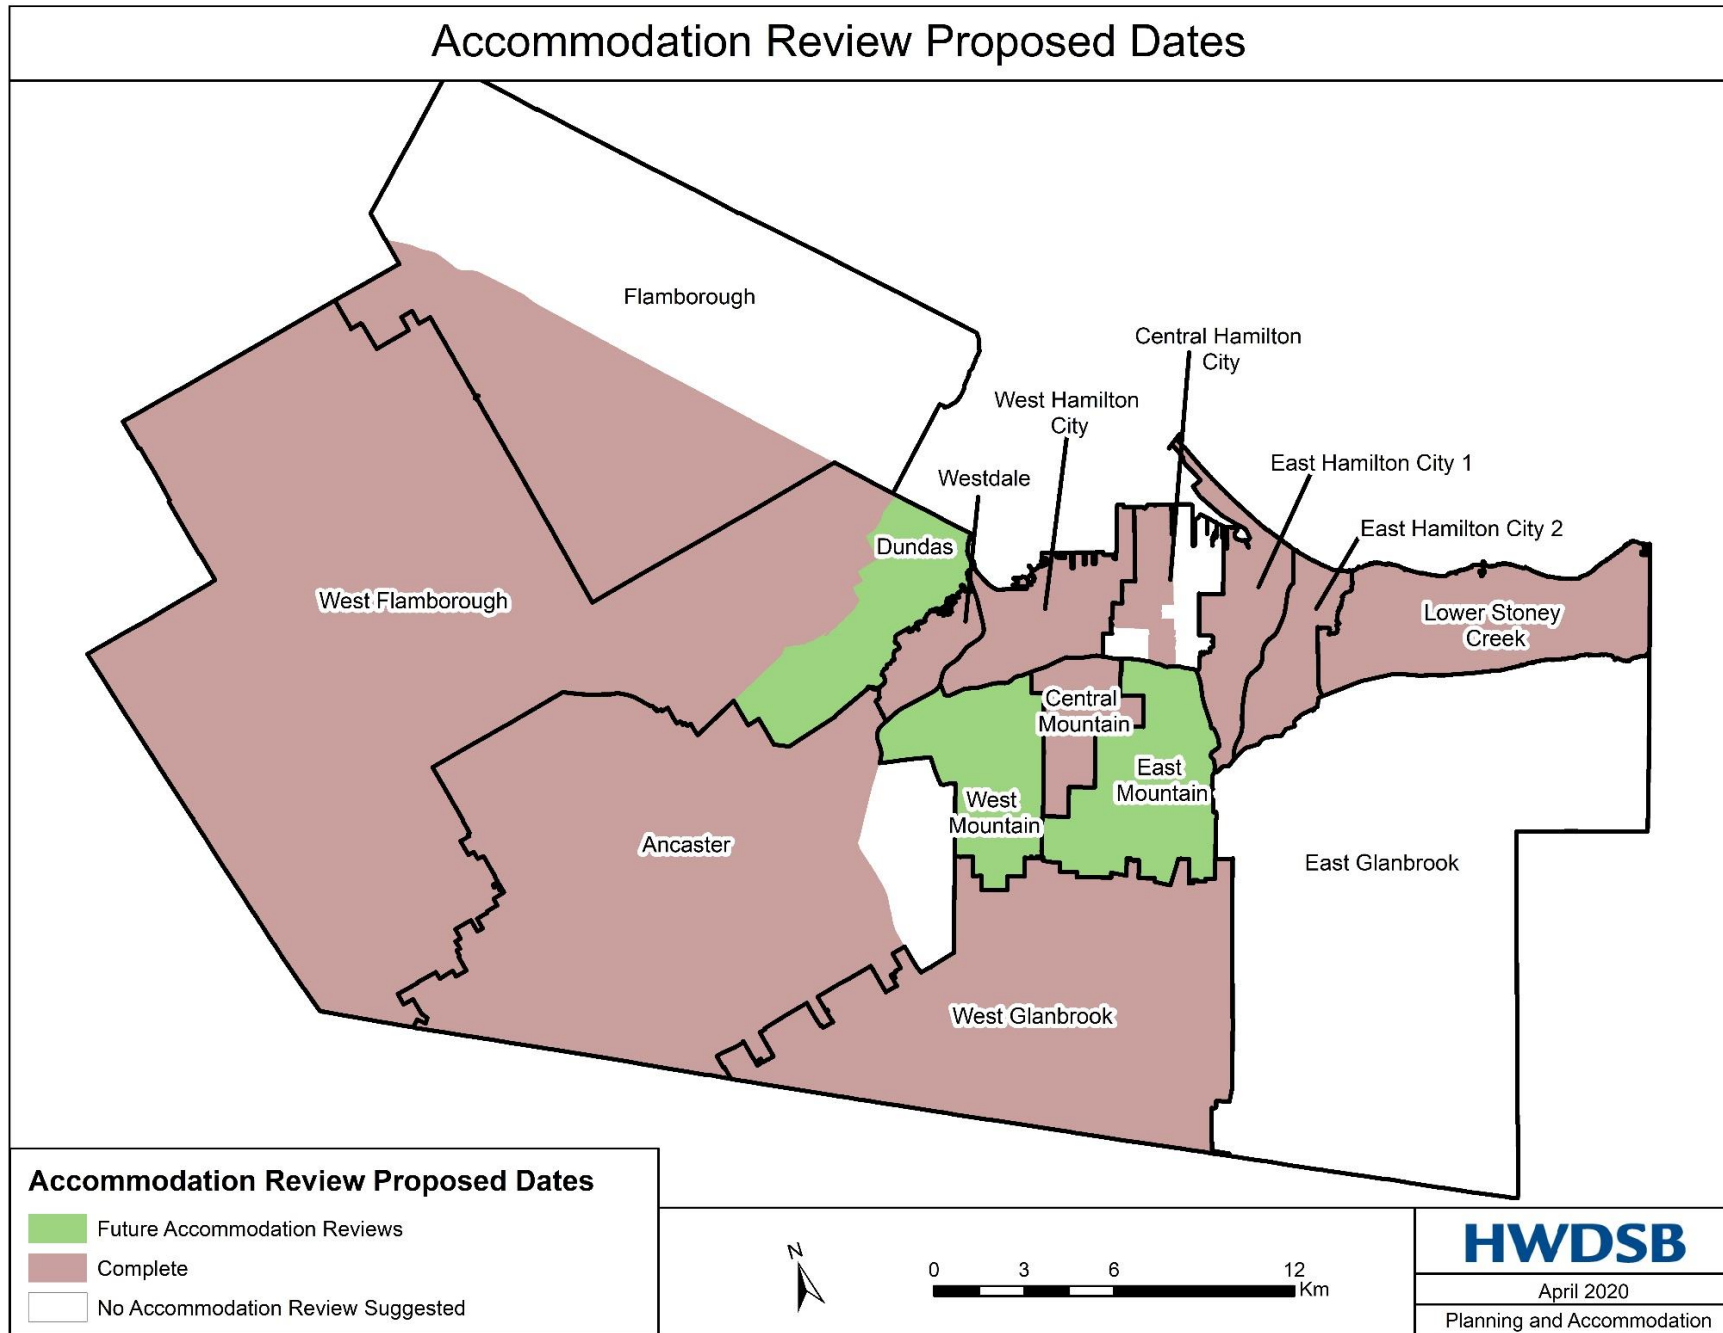 Accommodation Review Proposed Dates
Flamborough
Central Hamilton
City
West Hamilton
City
East Hamilton City 1
Westdale
East Hamilton City 2
Dundas
West Flamborough
Lower Stoney
Creek
Central
Mountain
East
Mountain
West
Mountain
Ancaster
East Glanbrook
West Glanbrook
Accommodation Review Proposed Dates
Future Accommodation Reviews
Complete
No Accommodation Review Suggested
N
0 3 6 12
Km
HWDSB
April 2020
Planning and Accommodation